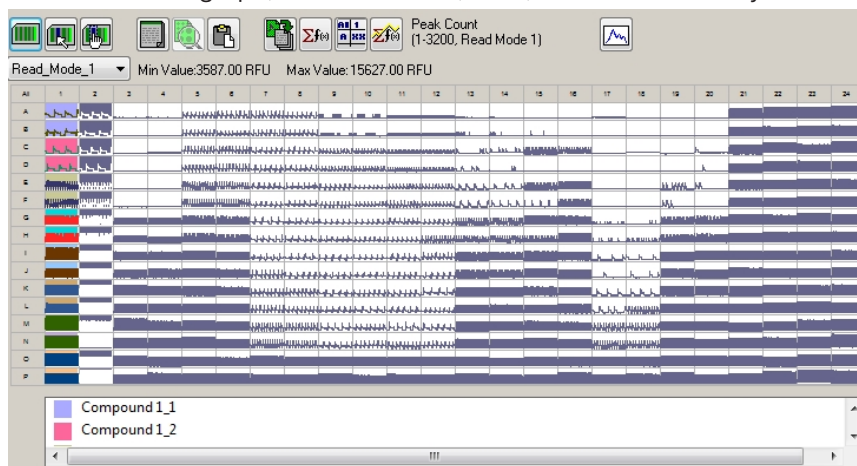 Peak Count
(1-3200, Read Mode 1)
Read_Mode_1 Min Value:3587.00 RFU Max Value:15627.00 RFU
All 1 2 3 4 5 6 7 8 9 10 11 12 13 14 15 16 17 18 19 20 21 22 23 24
A
B
C
D
E
F
G
H
I
J
K
L
M
N
O
P
Compound 1_1
Compound 1_2